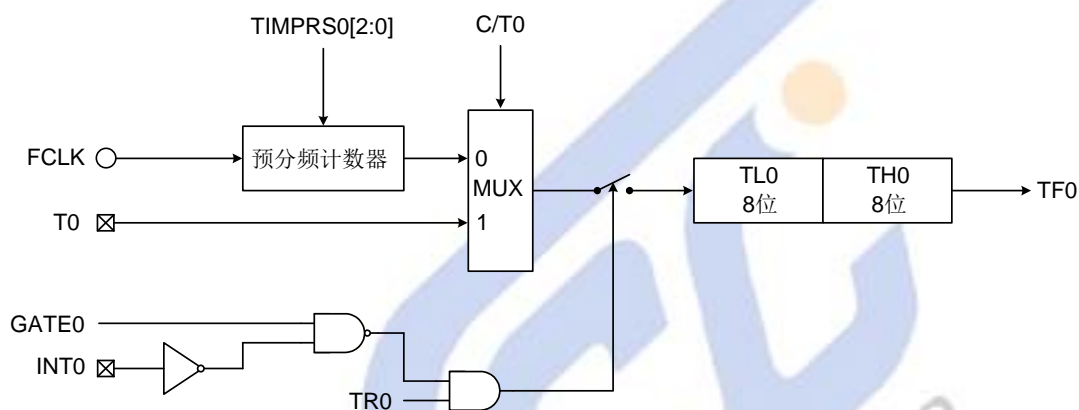 TIMPRS0[2:0]
C/T0
FCLK
预分频计数器
0
MUX
1
T0
TL0
8位
TH0
8位
TF0
GATE0
INT0
TR0